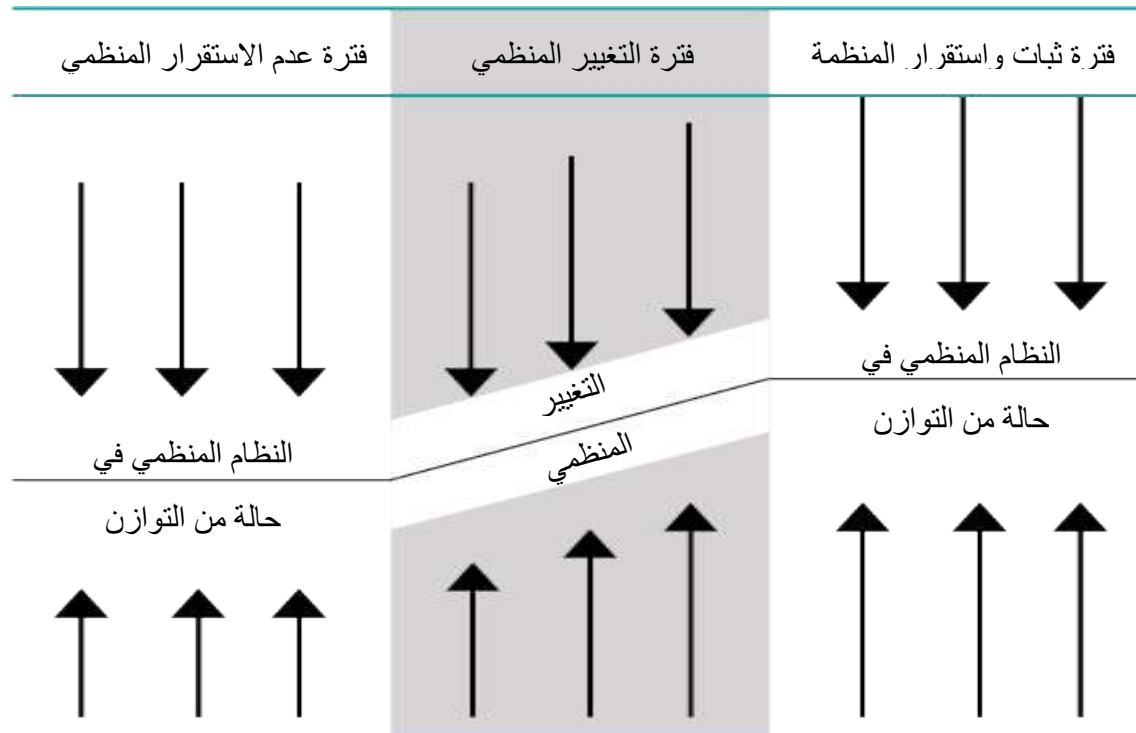 فترة ثبات واستقرار المنظمة
فترة التغيير المنظمي
فترة عدم الاستقرار المنظمي
النظام المنظمي في
حالة من التوازن
التغيير
المنظمي
النظام المنظمي في
حالة من التوازن